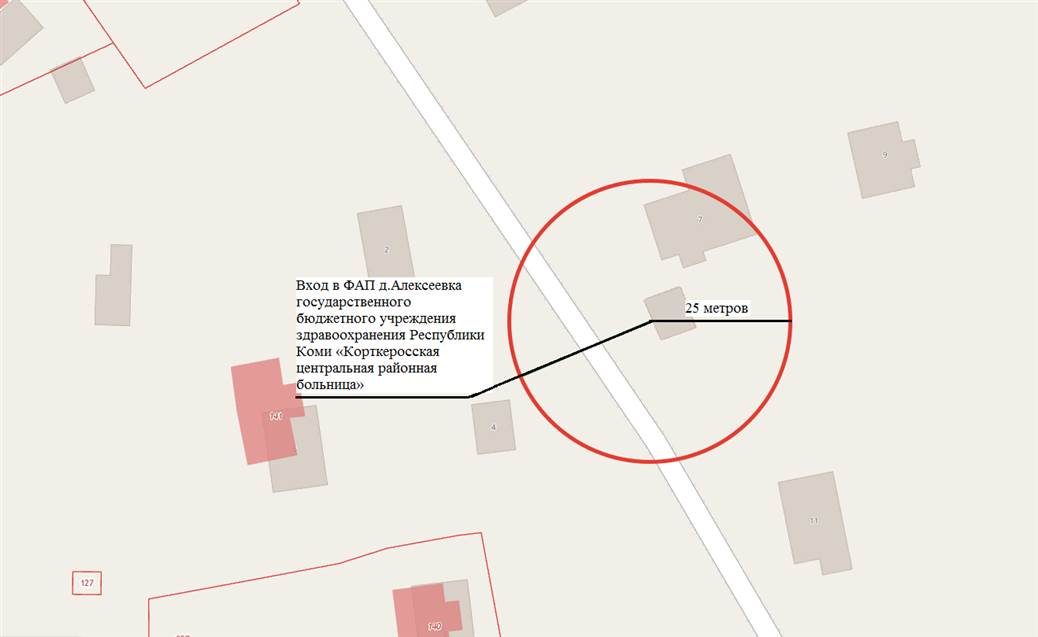 9
7
2
Вход в ФАП д.Алексеевка
государственного
бюджетного учреждения
здравоохранения Республики
Коми «Корткеросская
центральная районная
больница»
25 метров
141
4
11
127
140